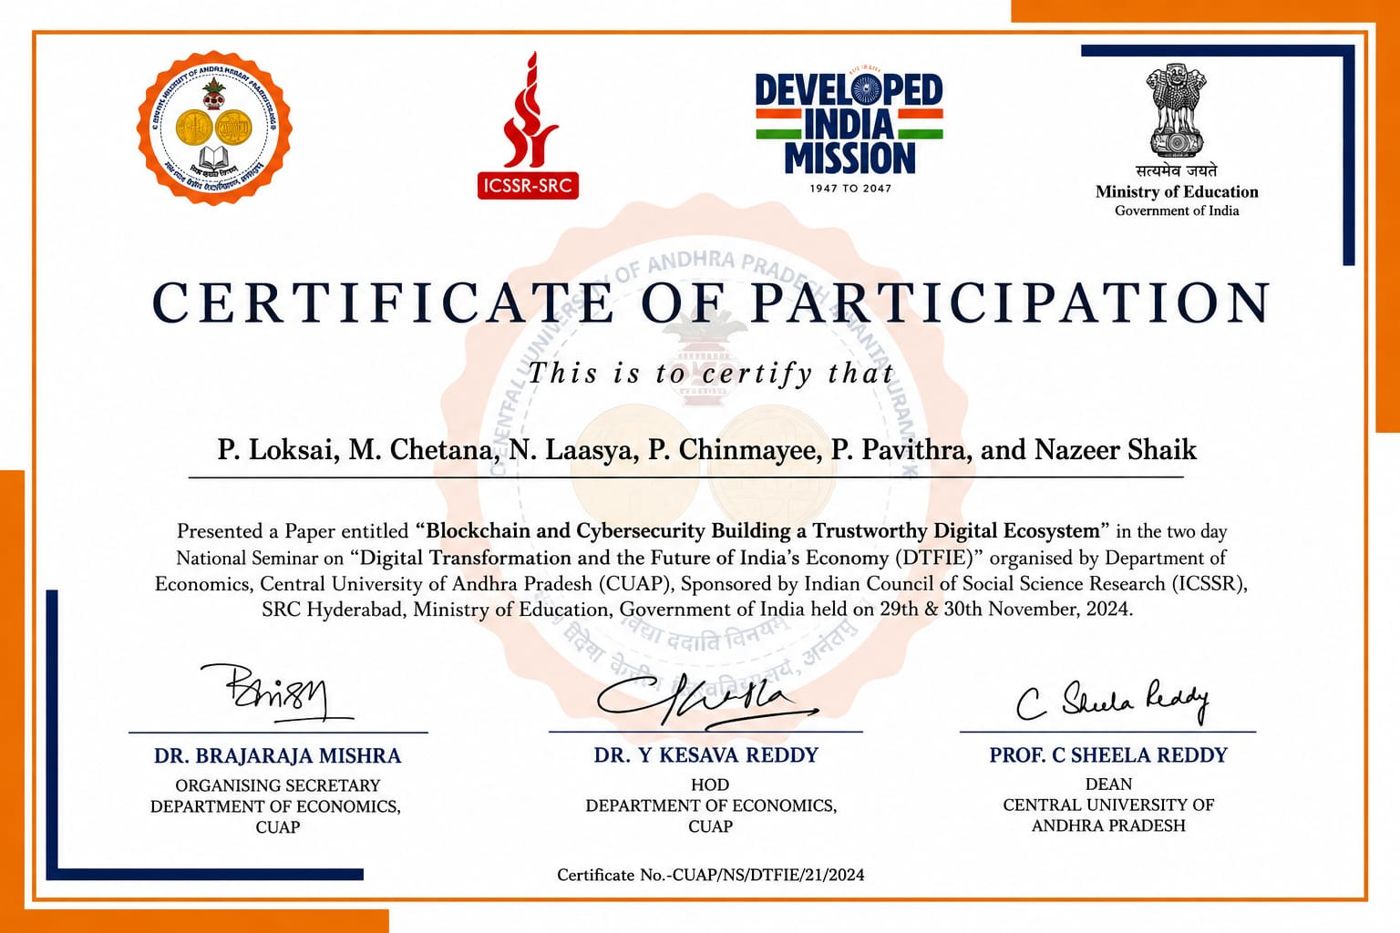 ICSSR-SRC
DEVELOPED
INDIA
MISSION
1947 TO 2047
सत्यमेव जयते
Ministry of Education
Government of India
CERTIFICATE OF PARTICIPATION
This is to certify that
P. Loksai, M. Chetana, N. Laasya, P. Chinmayee, P. Pavithra, and Nazeer Shaik
Presented a Paper entitled “Blockchain and Cybersecurity Building a Trustworthy Digital Ecosystem” in the two day
National Seminar on “Digital Transformation and the Future of India’s Economy (DTFIE)” organised by Department of
Economics, Central University of Andhra Pradesh (CUAP), Sponsored by Indian Council of Social Science Research (ICSSR),
SRC Hyderabad, Ministry of Education, Government of India held on 29th & 30th November, 2024.
विद्या ददाति विनयम्
C Sheela Reddy
DR. BRAJARAJA MISHRA
ORGANISING SECRETARY
DEPARTMENT OF ECONOMICS,
CUAP
DR. Y KESAVA REDDY
HOD
DEPARTMENT OF ECONOMICS,
CUAP
PROF. C SHEELA REDDY
DEAN
CENTRAL UNIVERSITY OF
ANDHRA PRADESH
Certificate No.-CUAP/NS/DTFIE/21/2024